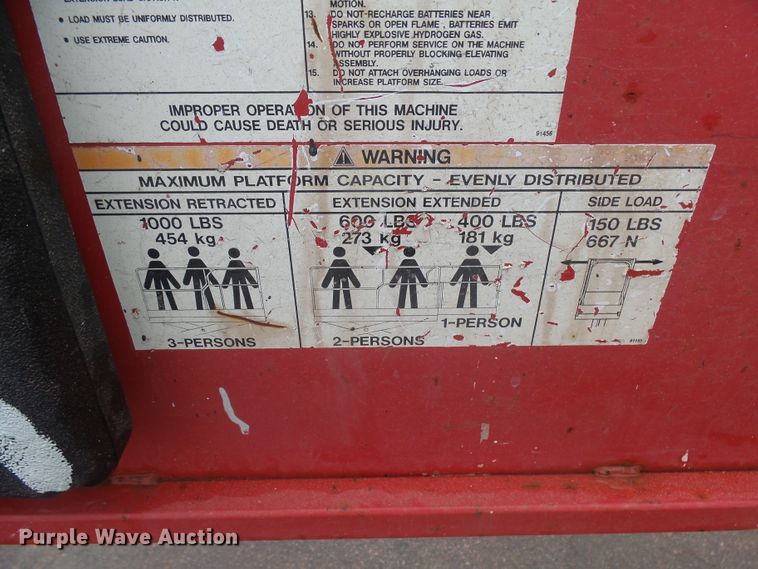 LOAD MUST BE UNIFORMLY DISTRIBUTED.
USE EXTREME CAUTION.
MOTION.
13. DO NOT RECHARGE BATTERIES NEAR
SPARKS OR OPEN FLAME, BATTERIES EMIT
HIGHLY EXPLOSIVE HYDROGEN GAS.
14. DO NOT PERFORM SERVICE ON THE MACHINE
WITHOUT PROPERLY BLOCKING ELEVATING
ASSEMBLY.
15. DO NOT ATTACH OVERHANGING LOADS OR
INCREASE PLATFORM SIZE.
IMPROPER OPERATION OF THIS MACHINE
COULD CAUSE DEATH OR SERIOUS INJURY.
91456
WARNING
MAXIMUM PLATFORM CAPACITY - EVENLY DISTRIBUTED
EXTENSION RETRACTED
1000 LBS
454 kg
3-PERSONS
EXTENSION EXTENDED
600 LBS 400 LBS
273 kg 181 kg
1-PERSON
2-PERSONS
SIDE LOAD
150 LBS
667 N
Purple Wave Auction